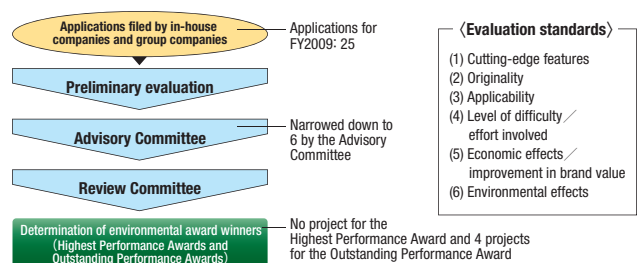 Applications filed by in-house
companies and group companies
Applications for
FY2009: 25
Preliminary evaluation
Advisory Committee
Narrowed down to
6 by the Advisory
Committee
Review Committee
Determination of environmental award winners
(Highest Performance Awards and
Outstanding Performance Awards)
No project for the
Highest Performance Award and 4 projects
for the Outstanding Performance Award
〈Evaluation standards〉
(1) Cutting-edge features
(2) Originality
(3) Applicability
(4) Level of difficulty／
effort involved
(5) Economic effects／
improvement in brand value
(6) Environmental effects